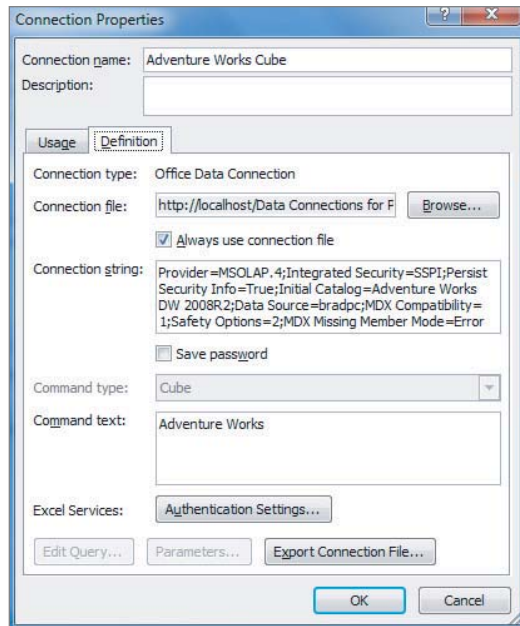 Connection Properties
?
X
Connection name: Adventure Works Cube
Description:
Usage Definition
Connection type: Office Data Connection
Connection file: http://localhost/Data Connections for P Browse...
Always use connection file
Connection string: Provider=MSOLAP.4;Integrated Security=SSPI;Persist
Security Info=True;Initial Catalog=Adventure Works
DW 2008R2;Data Source=bradpc;MDX Compatibility=
1;Safety Options=2;MDX Missing Member Mode=Error
Save password
Command type: Cube
Command text: Adventure Works
Excel Services: Authentication Settings...
Edit Query... Parameters... Export Connection File...
OK Cancel